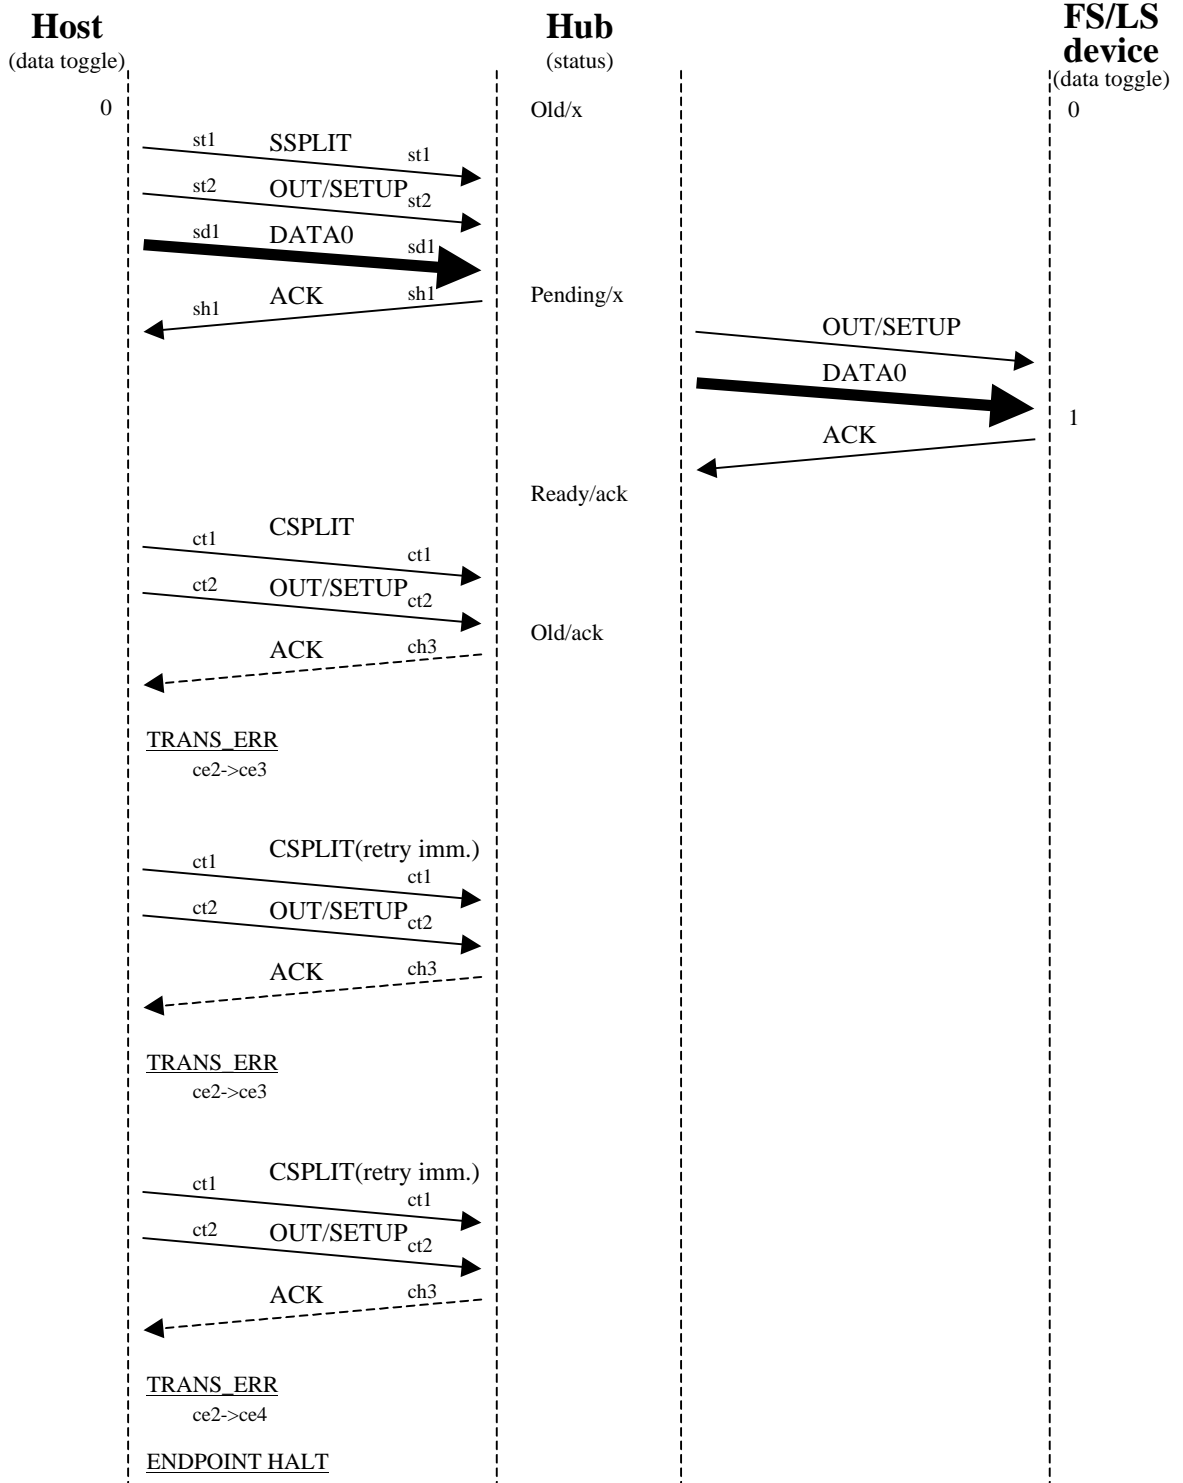 Host
(data toggle)
Hub
(status)
FS/LS
device
(data toggle)
0
Old/x
0
st1
SSPLIT
st1
st2
OUT/SETUP
st2
sd1
DATA0
sd1
ACK
sh1
sh1
Pending/x
OUT/SETUP
DATA0
1
ACK
Ready/ack
CSPLIT
ct1
ct1
ct2
OUT/SETUP
ct2
Old/ack
ACK
ch3
TRANS_ERR
ce2->ce3
CSPLIT(retry imm.)
ct1
ct1
ct2
OUT/SETUP
ct2
ACK
ch3
TRANS_ERR
ce2->ce3
CSPLIT(retry imm.)
ct1
ct1
ct2
OUT/SETUP
ct2
ACK
ch3
TRANS_ERR
ce2->ce4
ENDPOINT HALT